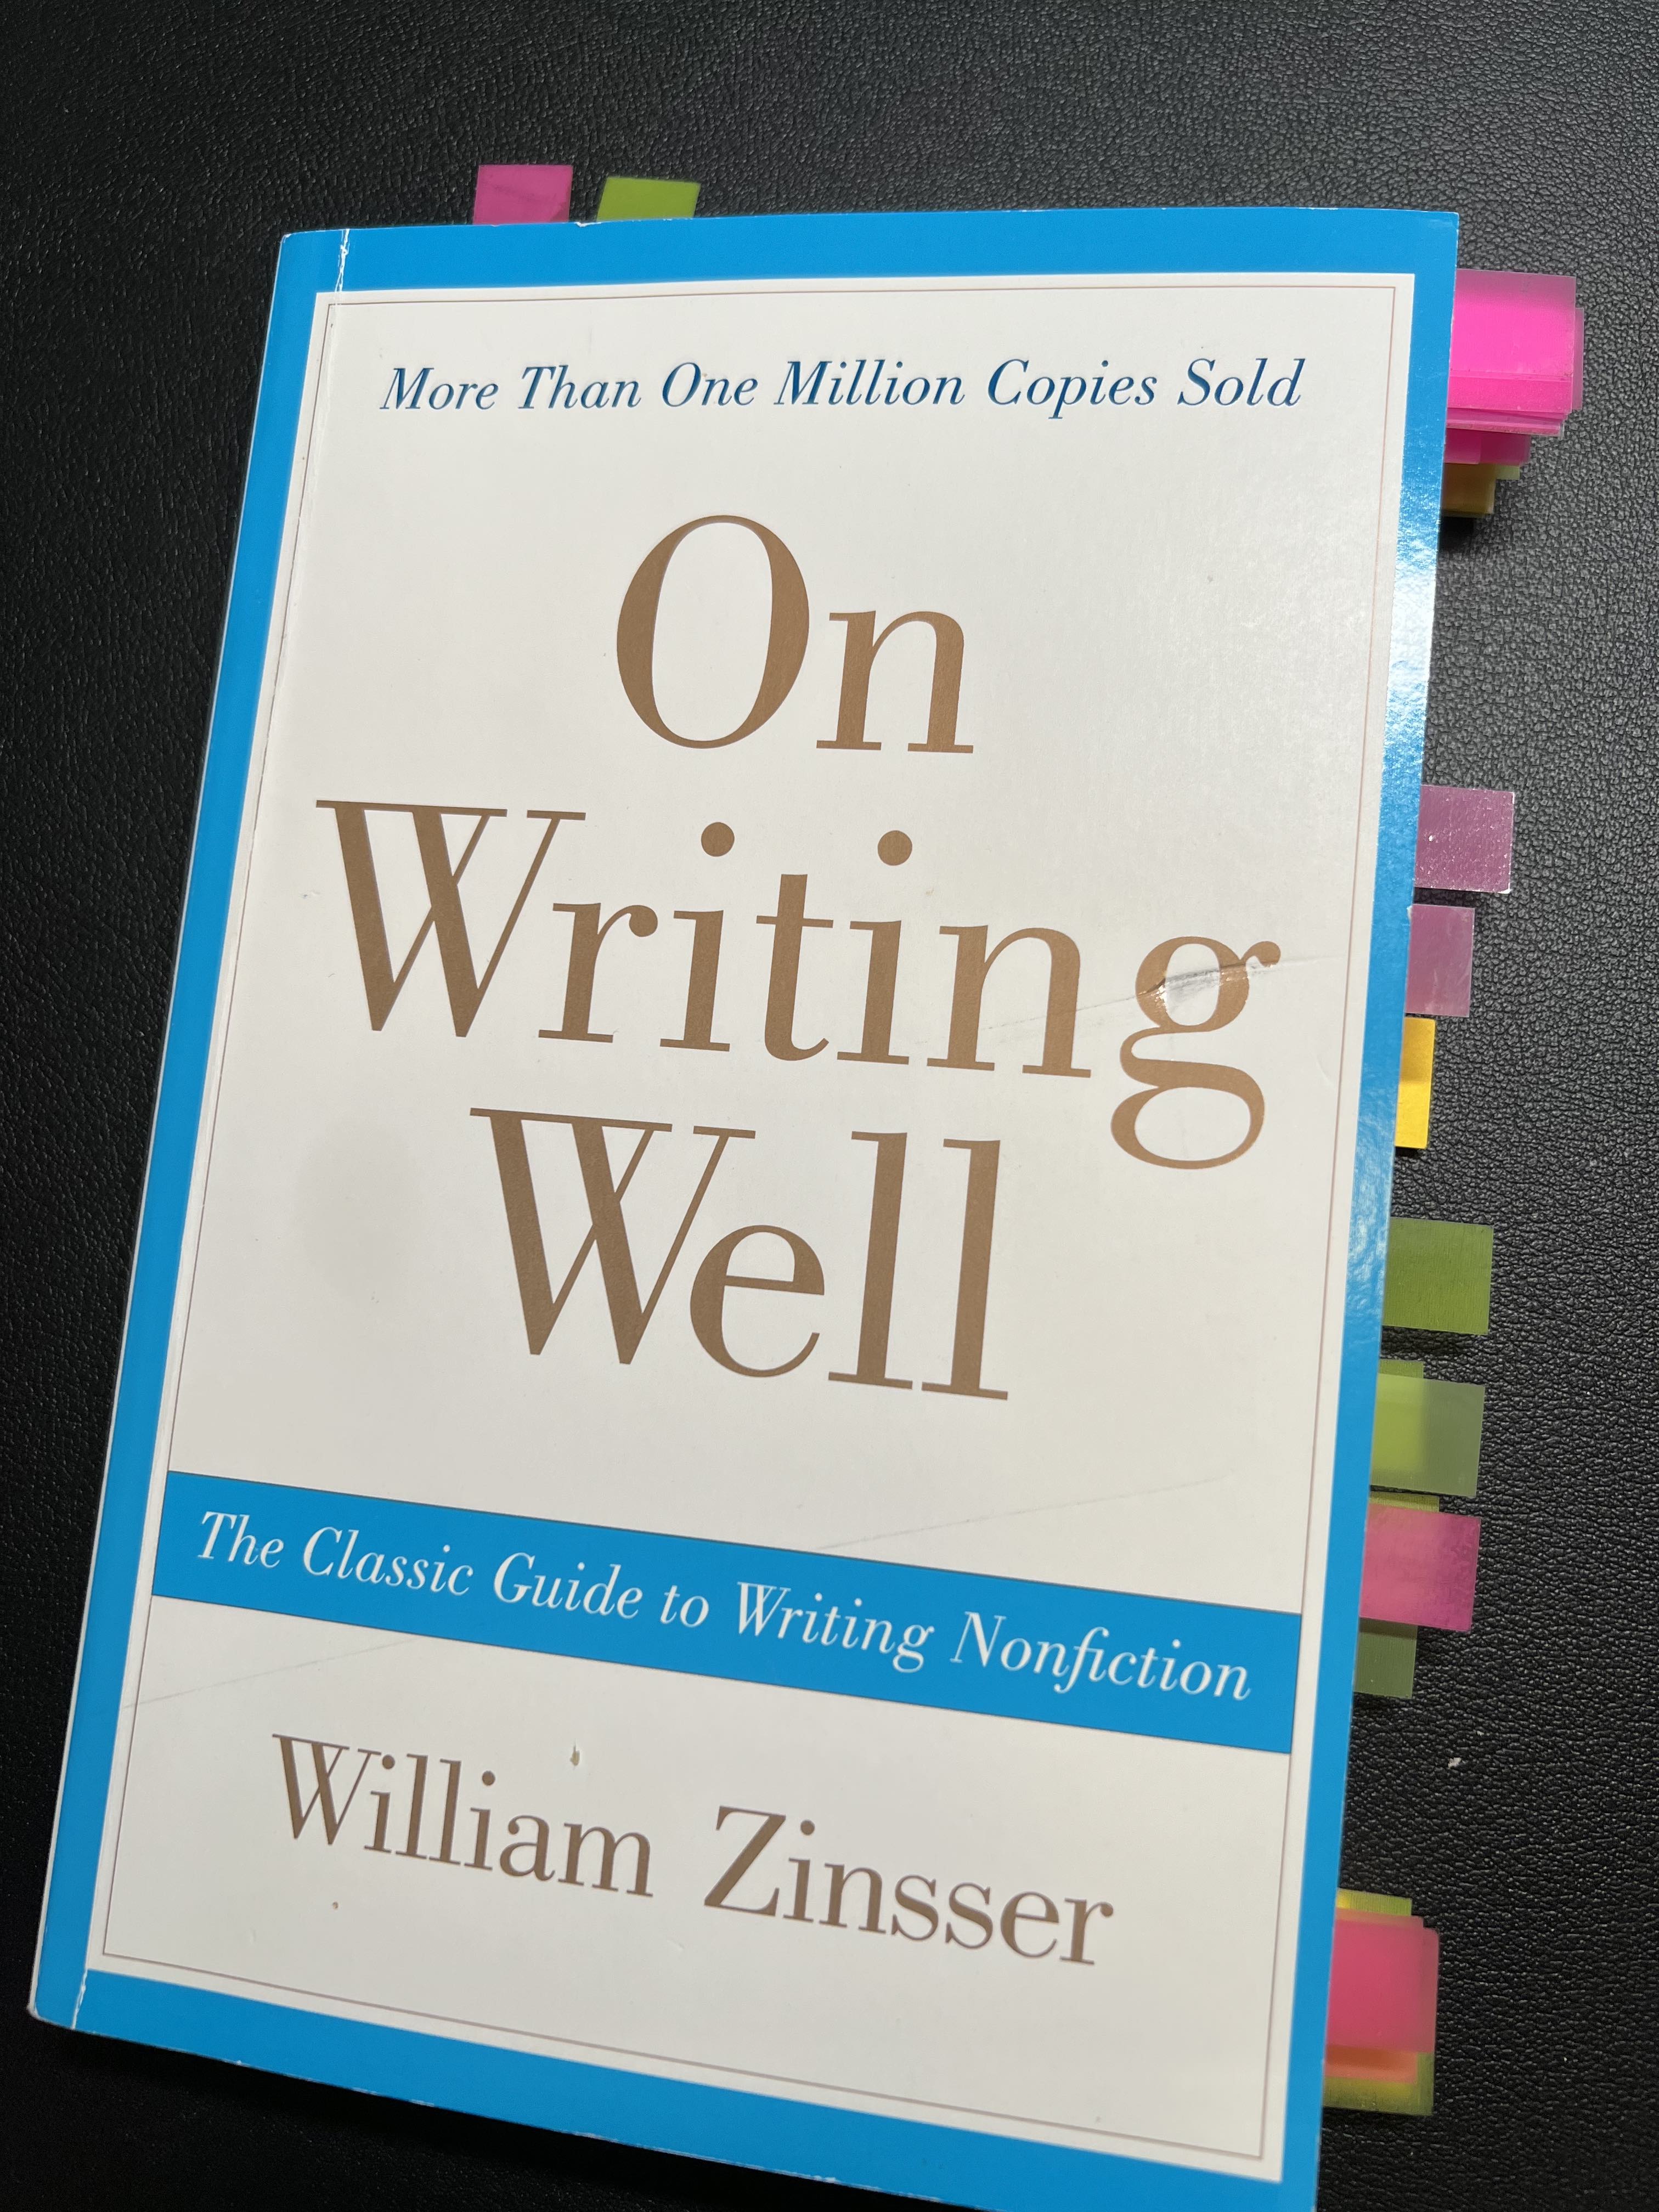 More Than One Million Copies Sold
On
Writing
Well
The Classic Guide to Writing Nonfiction
William Zinsser